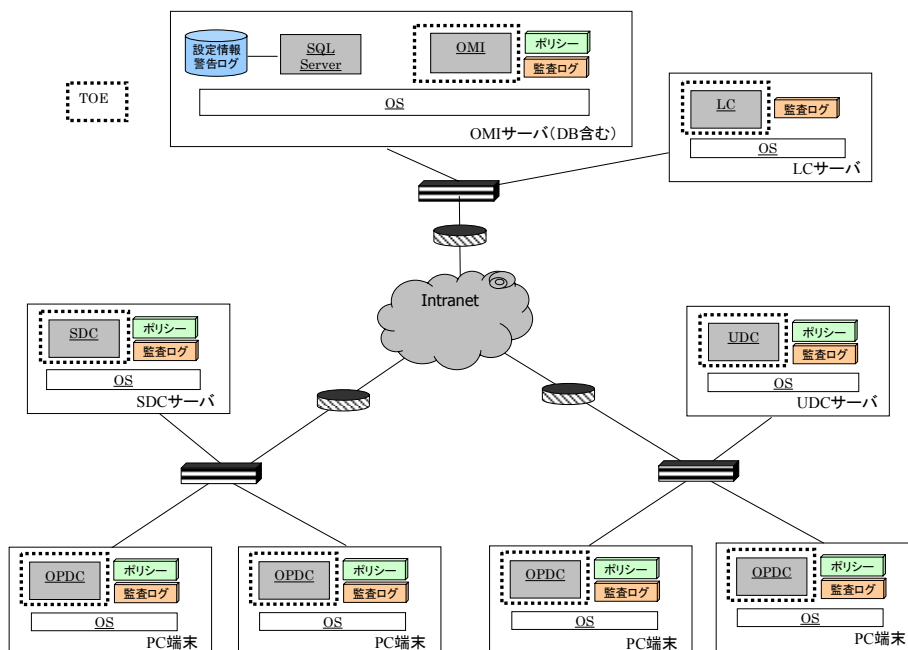 設定情報
警告ログ
SQL
Server
OMI
ポリシー
監査ログ
OS
OMIサーバ(DB含む)
TOE
LC
監査ログ
OS
LCサーバ
Intranet
SDC
ポリシー
監査ログ
OS
SDCサーバ
UDC
ポリシー
監査ログ
OS
UDCサーバ
OPDC
ポリシー
監査ログ
OS
PC端末
OPDC
ポリシー
監査ログ
OS
PC端末
OPDC
ポリシー
監査ログ
OS
PC端末
OPDC
ポリシー
監査ログ
OS
PC端末